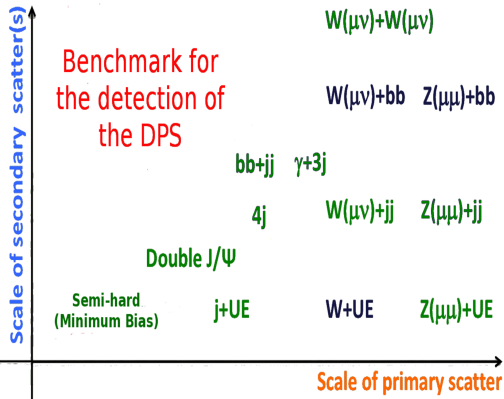 Scale of secondary scatter(s)
W(μν)+W(μν)
Benchmark for
the detection of
the DPS
W(μν)+bb Z(μμ)+bb
bb+jj γ+3j
4j W(μν)+jj Z(μμ)+jj
Double J/Ψ
Semi-hard
(Minimum Bias)
j+UE W+UE Z(μμ)+UE
Scale of primary scatter